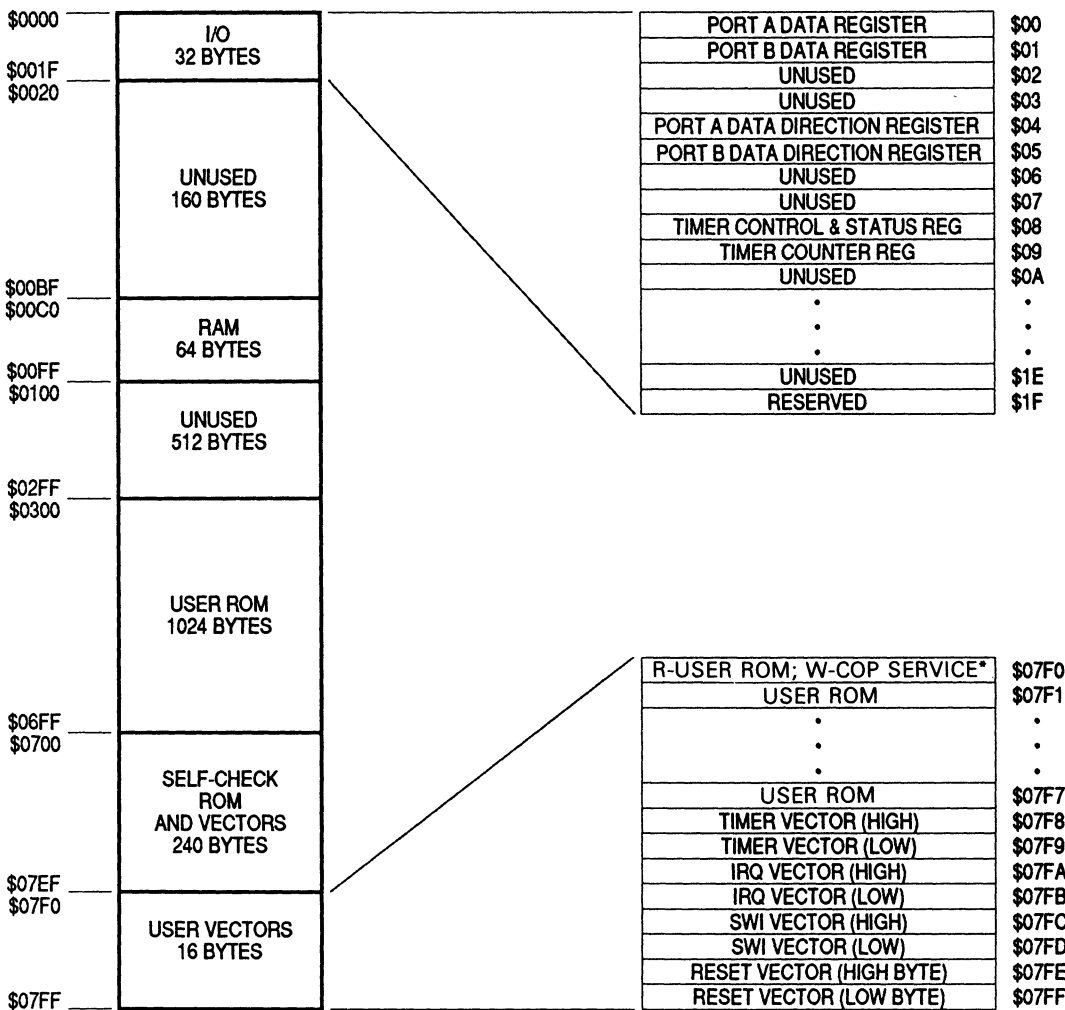 $0000
I/O
32 BYTES
$001F
$0020
UNUSED
160 BYTES
$00BF
$00C0
RAM
64 BYTES
$00FF
$0100
UNUSED
512 BYTES
$02FF
$0300
USER ROM
1024 BYTES
$06FF
$0700
SELF-CHECK
ROM
AND VECTORS
240 BYTES
$07EF
$07F0
USER VECTORS
16 BYTES
$07FF
PORT A DATA REGISTER $00
PORT B DATA REGISTER $01
UNUSED $02
UNUSED $03
PORT A DATA DIRECTION REGISTER $04
PORT B DATA DIRECTION REGISTER $05
UNUSED $06
UNUSED $07
TIMER CONTROL & STATUS REG $08
TIMER COUNTER REG $09
UNUSED $0A
• •
• •
• •
UNUSED $1E
RESERVED $1F
R-USER ROM; W-COP SERVICE* $07F0
USER ROM $07F1
• •
• •
• •
USER ROM $07F7
TIMER VECTOR (HIGH) $07F8
TIMER VECTOR (LOW) $07F9
IRQ VECTOR (HIGH) $07FA
IRQ VECTOR (LOW) $07FB
SWI VECTOR (HIGH) $07FC
SWI VECTOR (LOW) $07FD
RESET VECTOR (HIGH BYTE) $07FE
RESET VECTOR (LOW BYTE) $07FF